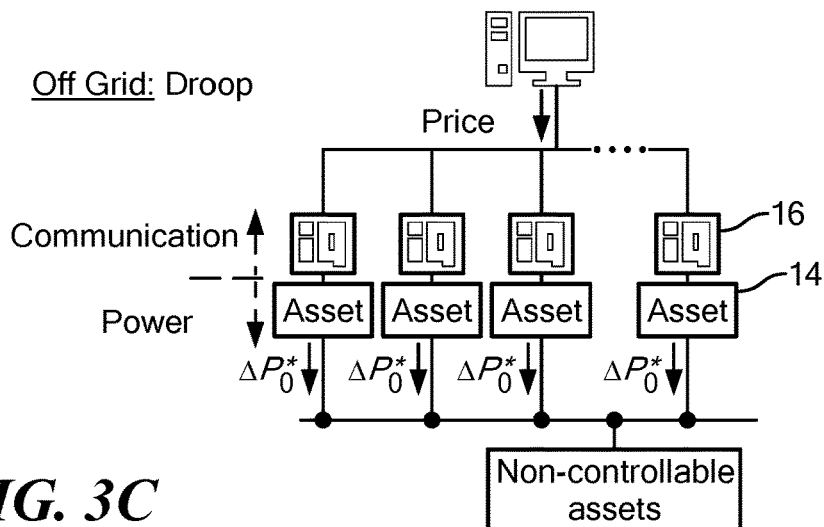 Off Grid: Droop
Price
Communication
Power
16
14
Asset Asset Asset Asset
ΔP₀* ΔP₀* ΔP₀* ΔP₀*
Non-controllable
assets
IG. 3C